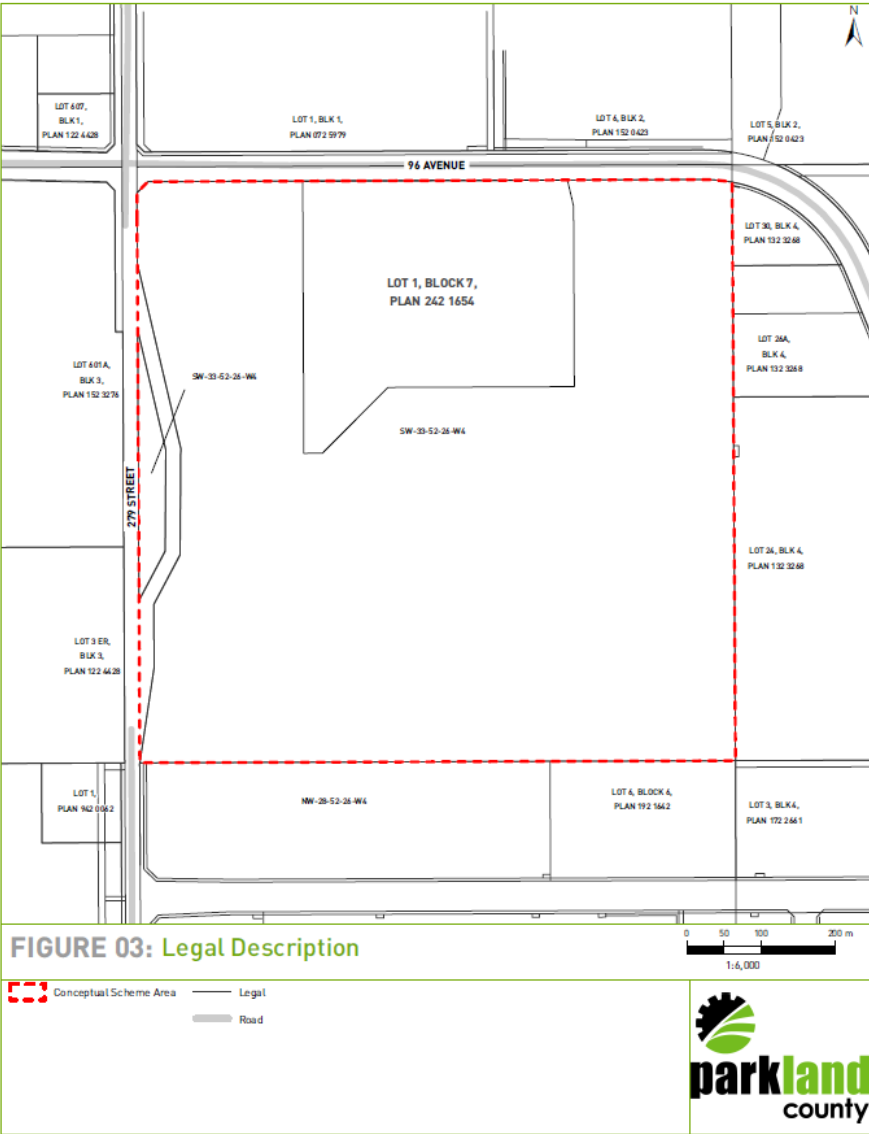 N
LOT 607,
BLK 1,
PLAN 122 4428
LOT 1, BLK 1,
PLAN 072 5979
LOT 6, BLK 2,
PLAN 152 0423
LOT 5, BLK 2,
PLAN 152 0423
96 AVENUE
LOT 30, BLK 4,
PLAN 132 3268
LOT 1, BLOCK 7,
PLAN 242 1654
LOT 26A,
BLK 4,
PLAN 132 3268
LOT 601A,
BLK 3,
PLAN 152 3276
SW-33-52-26-W4
SW-33-52-26-W4
279 STREET
LOT 24, BLK 4,
PLAN 132 3268
LOT 3 ER,
BLK 3,
PLAN 122 4428
LOT 1,
PLAN 942 0062
NW-28-52-26-W4
LOT 6, BLOCK 6,
PLAN 192 1642
LOT 3, BLK 4,
PLAN 172 2661
FIGURE 03: Legal Description
0 50 100 200 m
1:6,000
Conceptual Scheme Area
Legal
Road
parkland
county